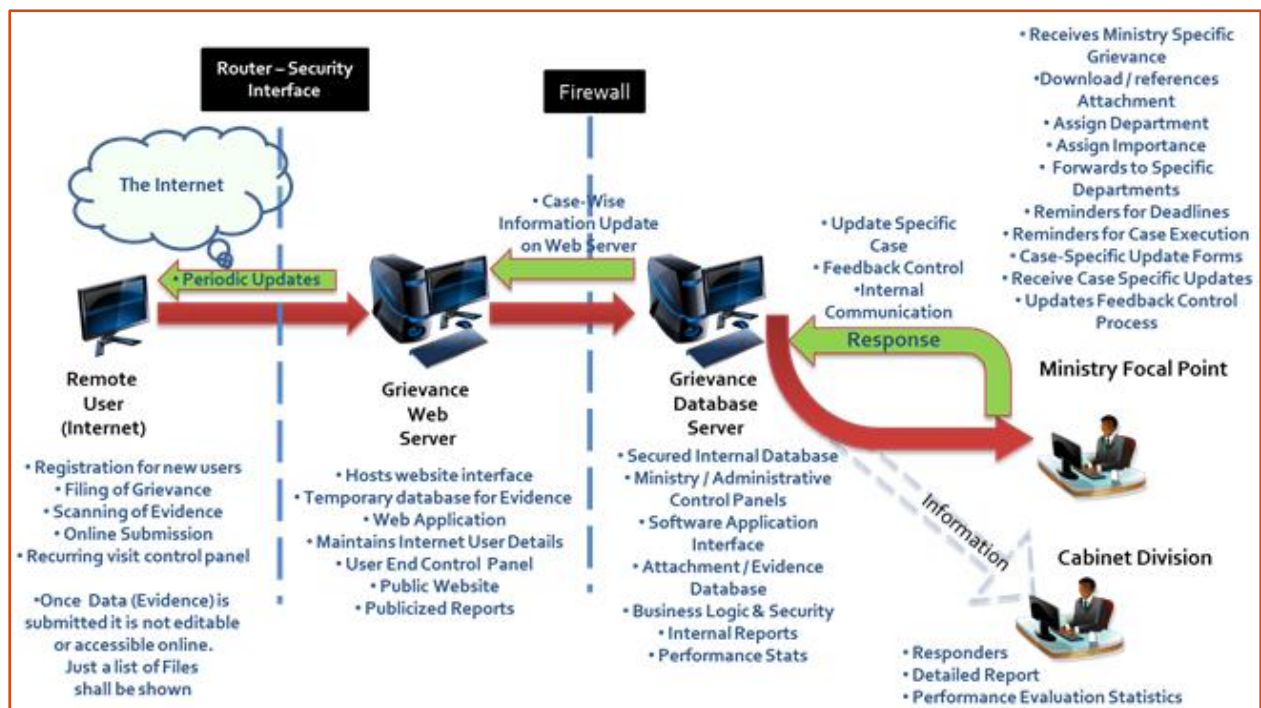 Router – Security
Interface
Firewall
The Internet
• Periodic Updates
• Case-Wise
Information Update
on Web Server
• Update Specific
Case
• Feedback Control
•Internal
Communication
Response
• Receives Ministry Specific
Grievance
•Download / references
Attachment
• Assign Department
• Assign Importance
• Forwards to Specific
Departments
• Reminders for Deadlines
• Reminders for Case Execution
• Case-Specific Update Forms
• Receive Case Specific Updates
• Updates Feedback Control
Process
Remote
User
(Internet)
• Registration for new users
• Filing of Grievance
• Scanning of Evidence
• Online Submission
• Recurring visit control panel
•Once Data (Evidence) is
submitted it is not editable
or accessible online.
Just a list of Files
shall be shown
Grievance
Web
Server
• Hosts website interface
•Temporary database for Evidence
• Web Application
• Maintains Internet User Details
• User End Control Panel
• Public Website
• Publicized Reports
Grievance
Database
Server
• Secured Internal Database
• Ministry / Administrative
Control Panels
• Software Application
Interface
• Attachment / Evidence
Database
• Business Logic & Security
• Internal Reports
• Performance Stats
Ministry Focal Point
Information
Cabinet Division
• Responders
• Detailed Report
• Performance Evaluation Statistics